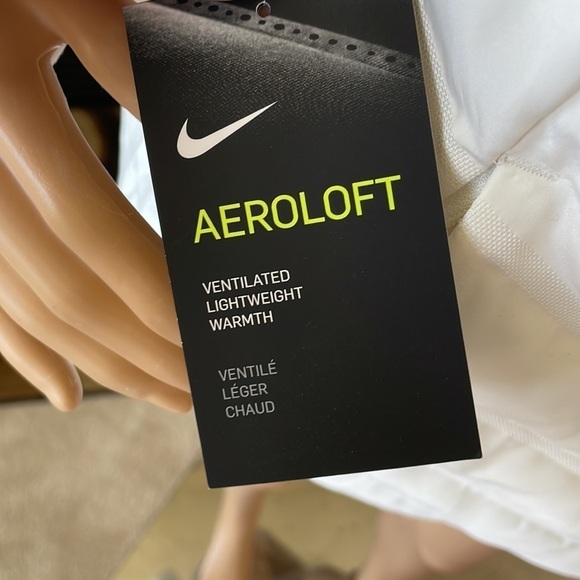 AEROLOFT
VENTILATED
LIGHTWEIGHT
WARMTH
VENTILÉ
LÉGER
CHAUD